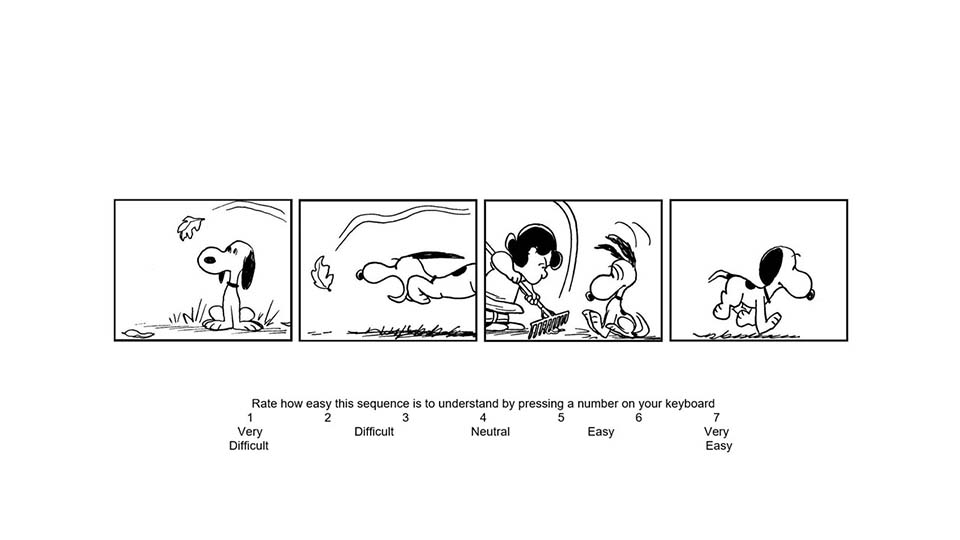 Rate how easy this sequence is to understand by pressing a number on your keyboard
1 2 3 4 5 6 7
Very Difficult Neutral Easy Very
Difficult Easy